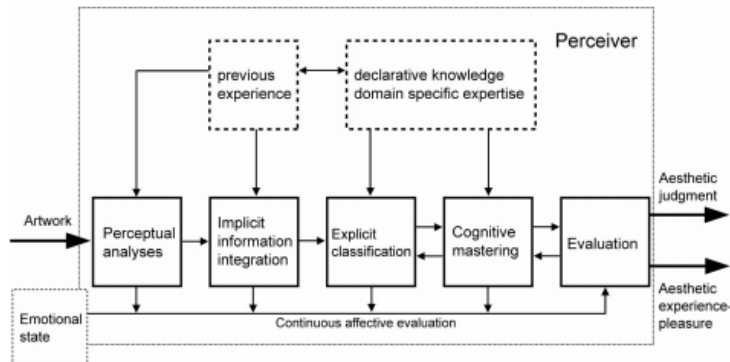 Perceiver
previous
experience
declarative knowledge
domain specific expertise
Artwork
Perceptual
analyses
Implicit
information
integration
Explicit
classification
Cognitive
mastering
Evaluation
Aesthetic
judgment
Aesthetic
experience-
pleasure
Emotional
state
Continuous affective evaluation